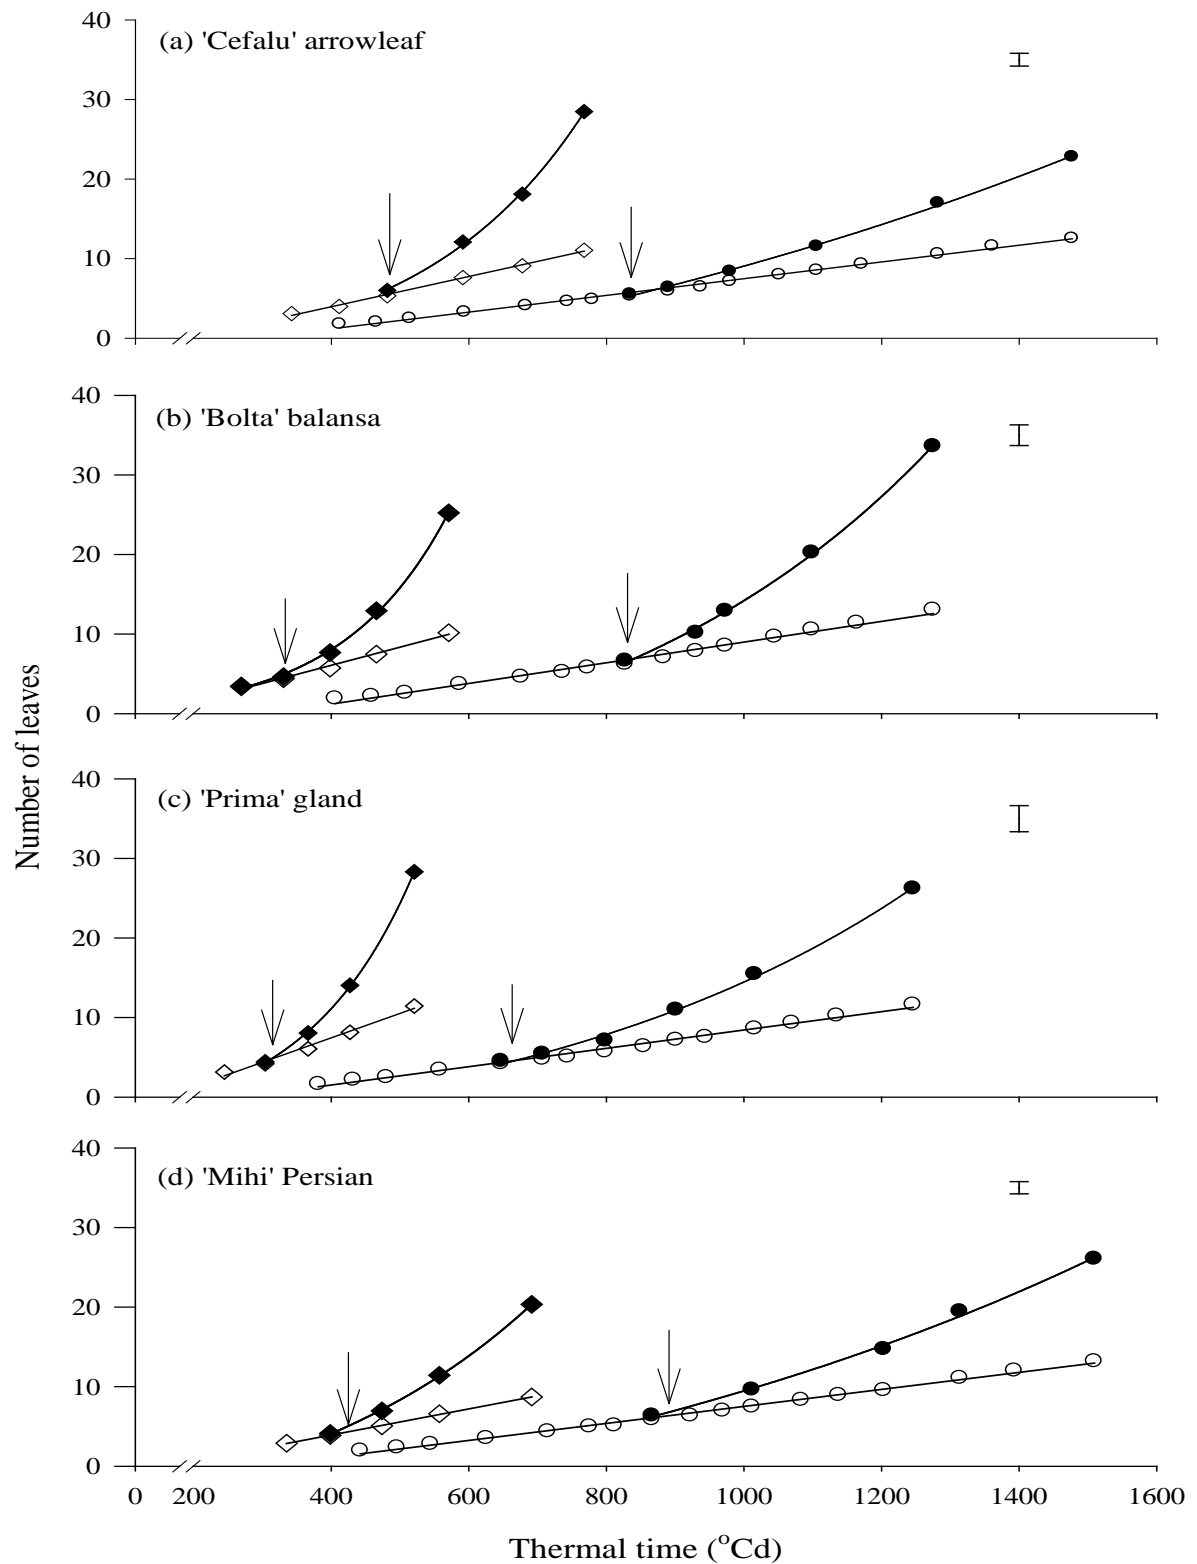 40
(a) 'Cefalu' arrowleaf
30
20
10
0
40
(b) 'Bolta' balansa
30
20
10
0
Number of leaves
40
(c) 'Prima' gland
30
20
10
0
40
(d) 'Mihi' Persian
30
20
10
0
0 200 400 600 800 1000 1200 1400 1600
Thermal time (oCd)